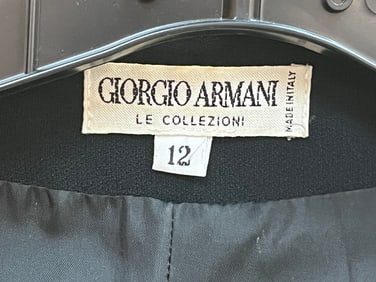 GIORGIO ARMANI
LE COLLEZIONI
MADE IN ITALY
12